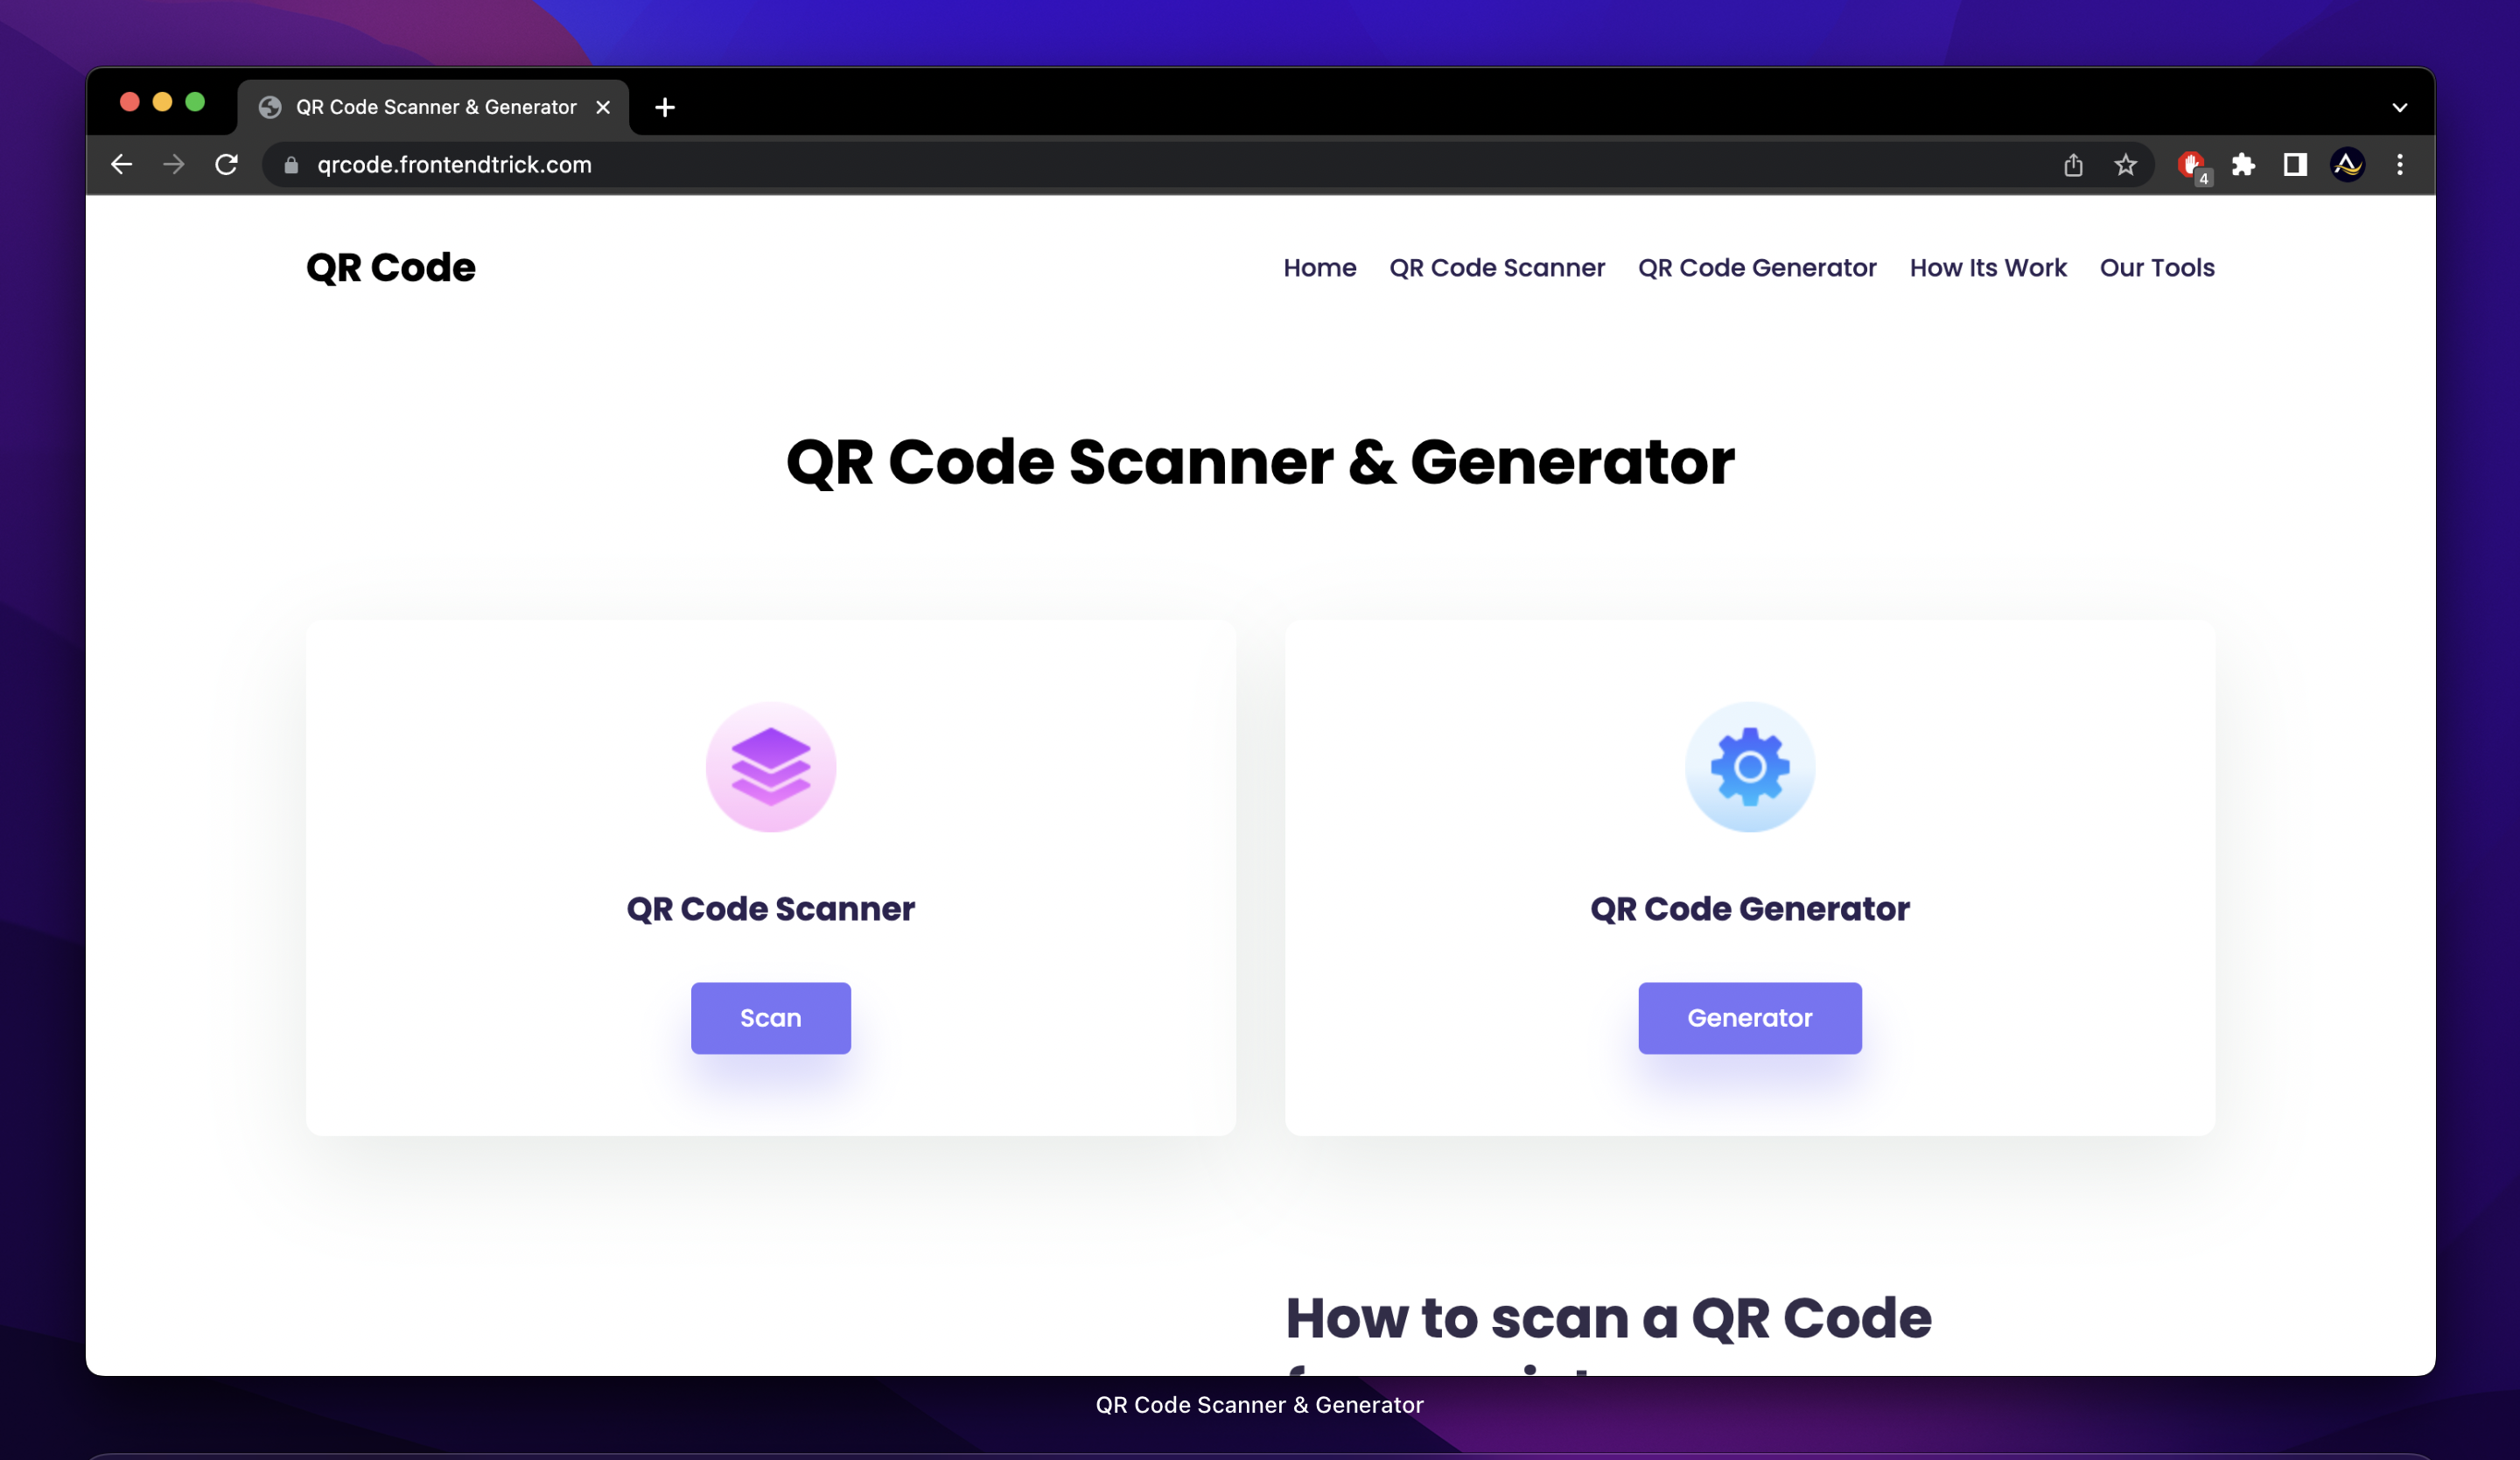 QR Code Scanner & Generator
qrcode.frontendtrick.com
4
QR Code
Home QR Code Scanner QR Code Generator How Its Work Our Tools
QR Code Scanner & Generator
QR Code Scanner
QR Code Generator
Scan
Generator
How to scan a QR Code
QR Code Scanner & Generator